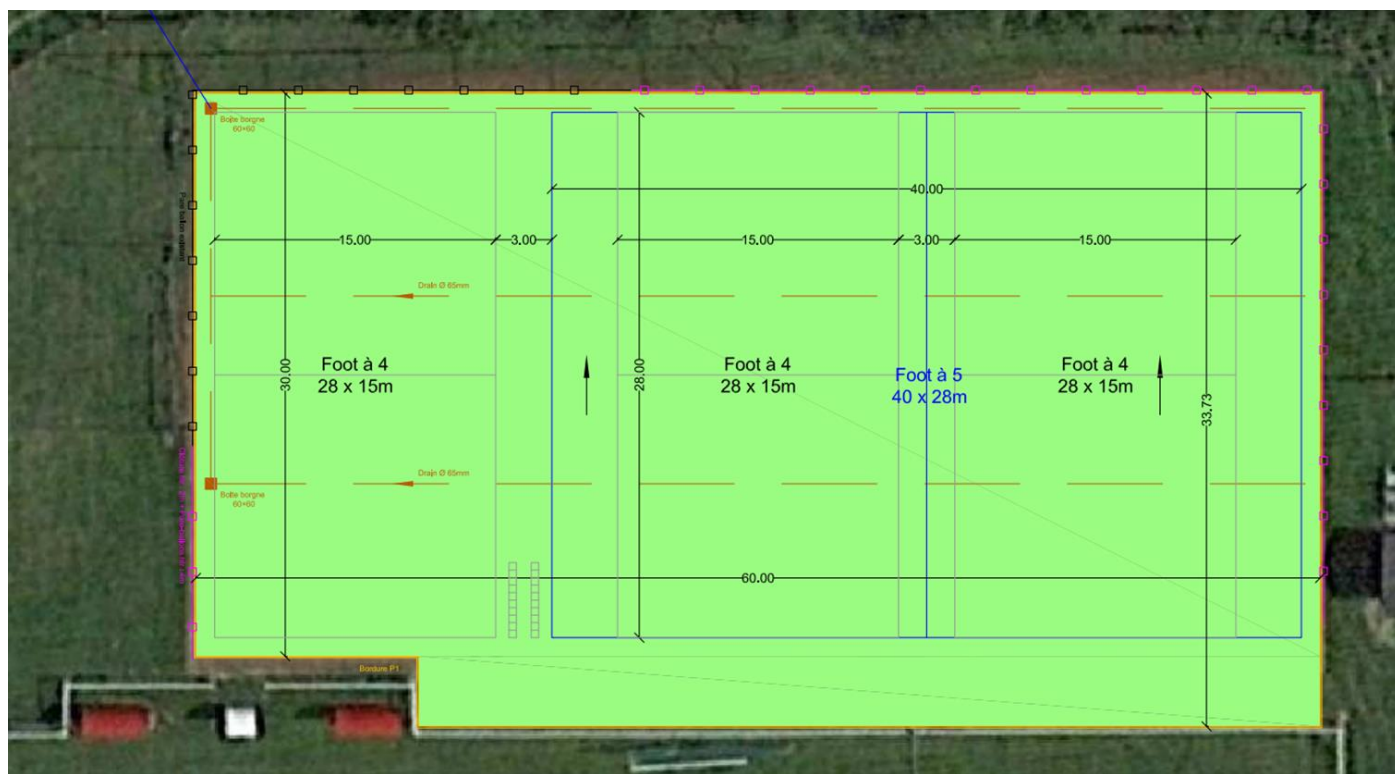 Boîte borgne
60×60
40.00
15.00
3.00
15.00
3.00
15.00
Drain Ø 65mm
30.00
Foot à 4
28 x 15m
28.00
Foot à 4
28 x 15m
Foot à 5
40 x 28m
Foot à 4
28 x 15m
33.73
Drain Ø 65mm
Boîte borgne
60×60
60.00
Bordure P1